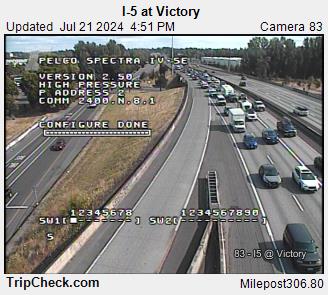 I-5 at Victory
Updated Jul 21 2024 4:51 PM Camera 83
PELCO SPECTRA IV-SE
VERSION 2.50
HIGH PRESSURE
P ADDRESS 2
COMM 2400.N.8.1
CONFIGURE DONE
12345678 1234567890
SW1[ SW2[
S
83 - I5 @ Victory
TripCheck.com Milepost306.80